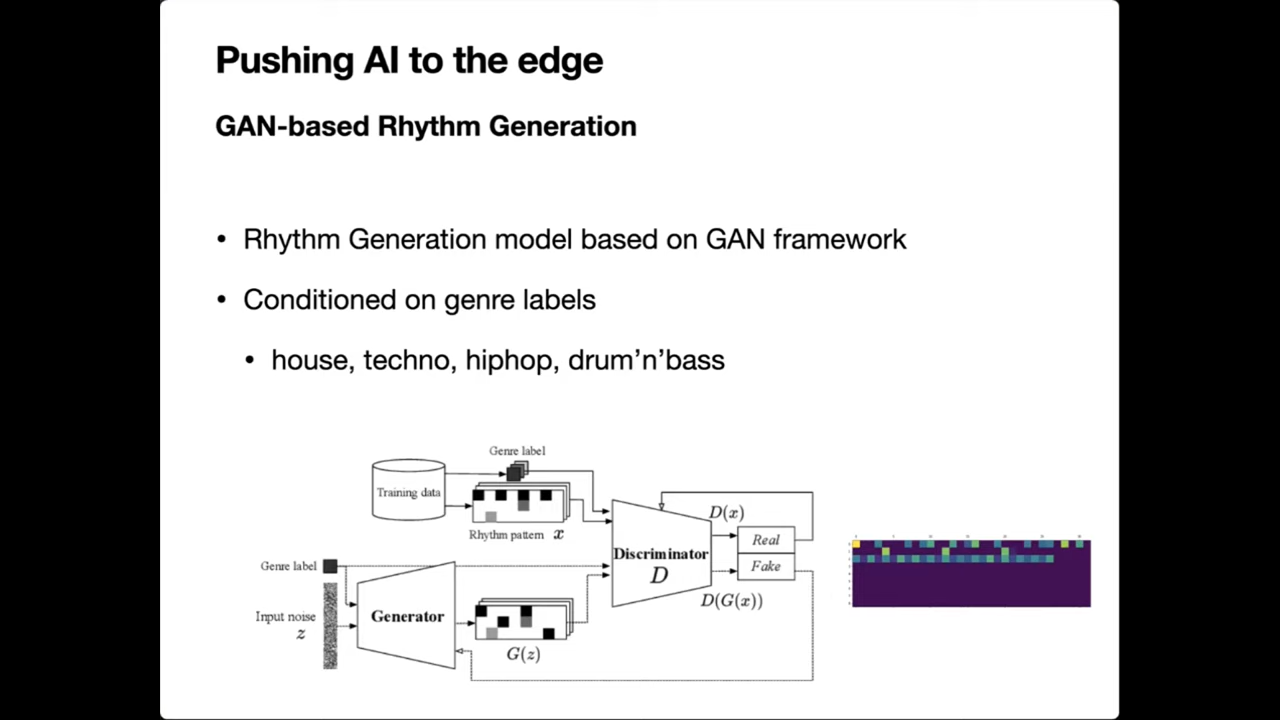 Pushing AI to the edge
GAN-based Rhythm Generation
• Rhythm Generation model based on GAN framework
• Conditioned on genre labels
• house, techno, hiphop, drum’n’bass
Genre label
Training data
Rhythm pattern x
D(x)
Real
Discriminator
D
Fake
D(G(x))
Genre label
Input noise
z
Generator
G(z)